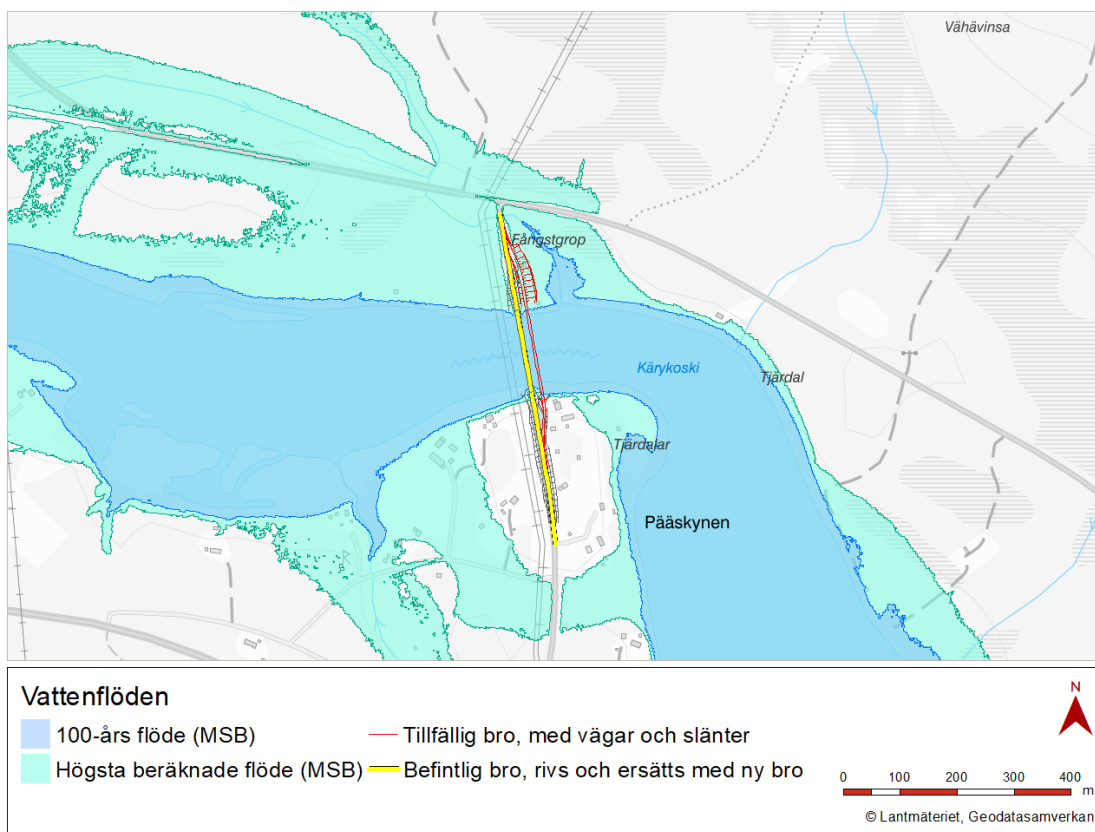 Vähävinsa
Fångstgrop
Kärykoski
Tjärdal
Tjärdalar
Pääskynen
Vattenflöden
100-års flöde (MSB)
Tillfällig bro, med vägar och slänter
Högsta beräknade flöde (MSB)
Befintlig bro, rivs och ersätts med ny bro
N
0 100 200 300 400
m
© Lantmäteriet, Geodatasamverkan